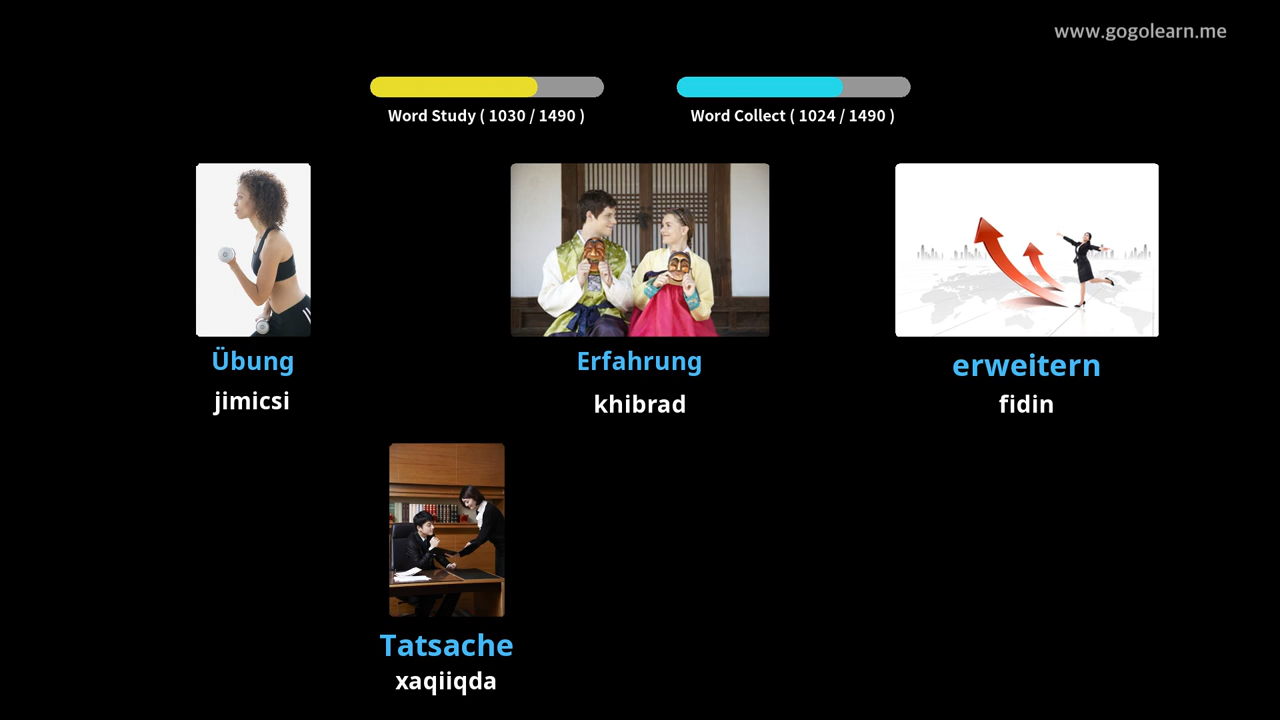 www.gogolearn.me
Word Study ( 1030 / 1490 )
Word Collect ( 1024 / 1490 )
Übung
jimicsi
Erfahrung
khibrad
erweitern
fidin
Tatsache
xaqiiqda